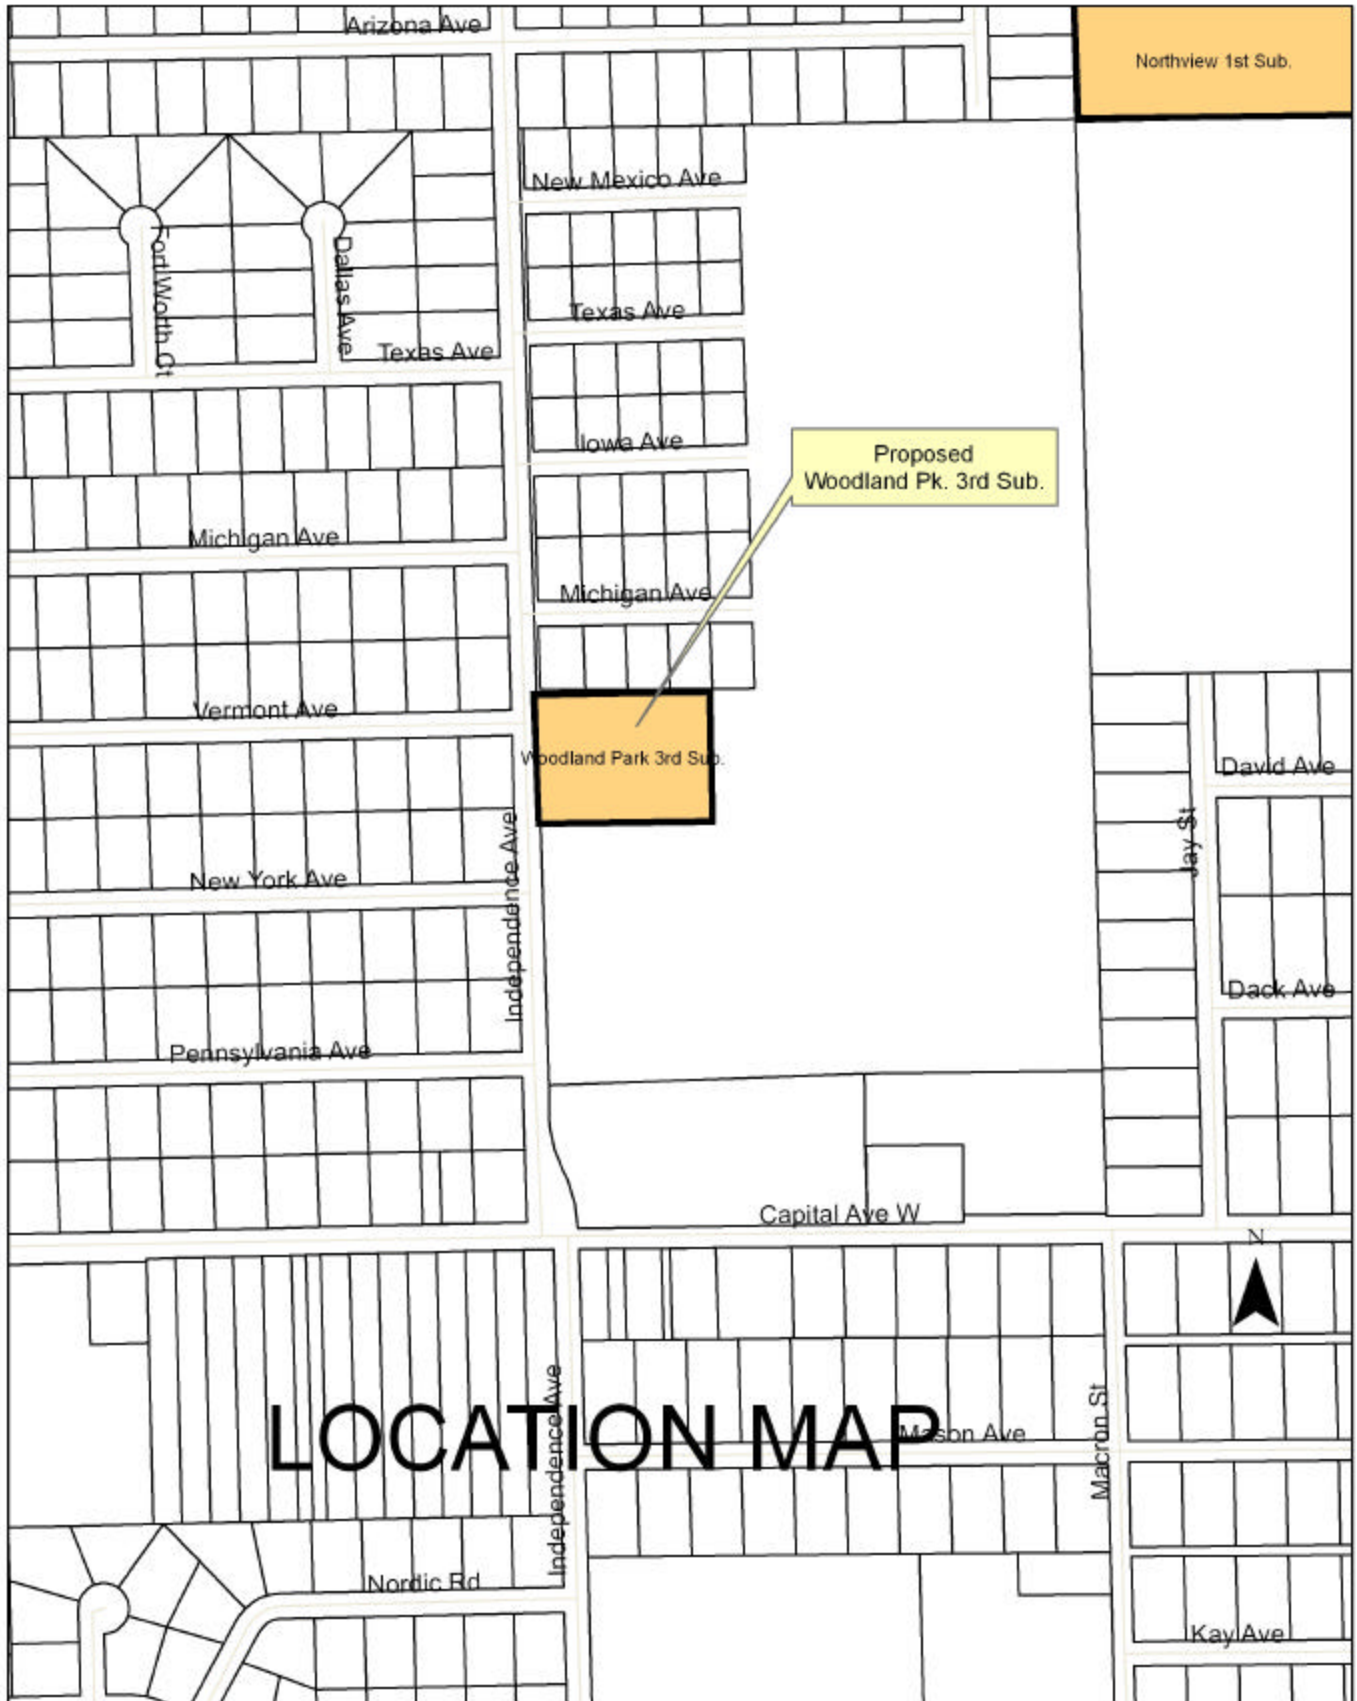 Arizona Ave
Northview 1st Sub.
New Mexico Ave
Fort Worth Ct
Dallas Ave
Texas Ave
Texas Ave
Iowa Ave
Proposed
Woodland Pk. 3rd Sub.
Michigan Ave
Michigan Ave
Vermont Ave
Woodland Park 3rd Sub.
David Ave
Jay St
New York Ave
Independence Ave
Dack Ave
Pennsylvania Ave
Capital Ave W
N
LOCATION MAP
Independence Ave
Mason Ave
Macron St
Nordic Rd
Kay Ave